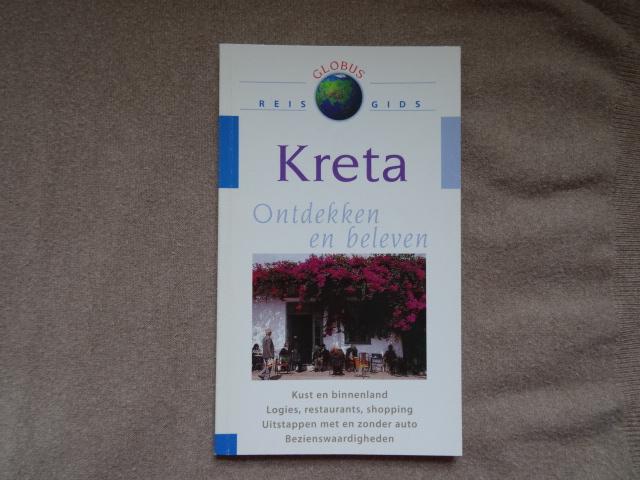 GLOBUS
REIS GIDS
Kreta
Ontdekken
en beleven
Kust en binnenland
Logies, restaurants, shopping
Uitstappen met en zonder auto
Bezienswaardigheden